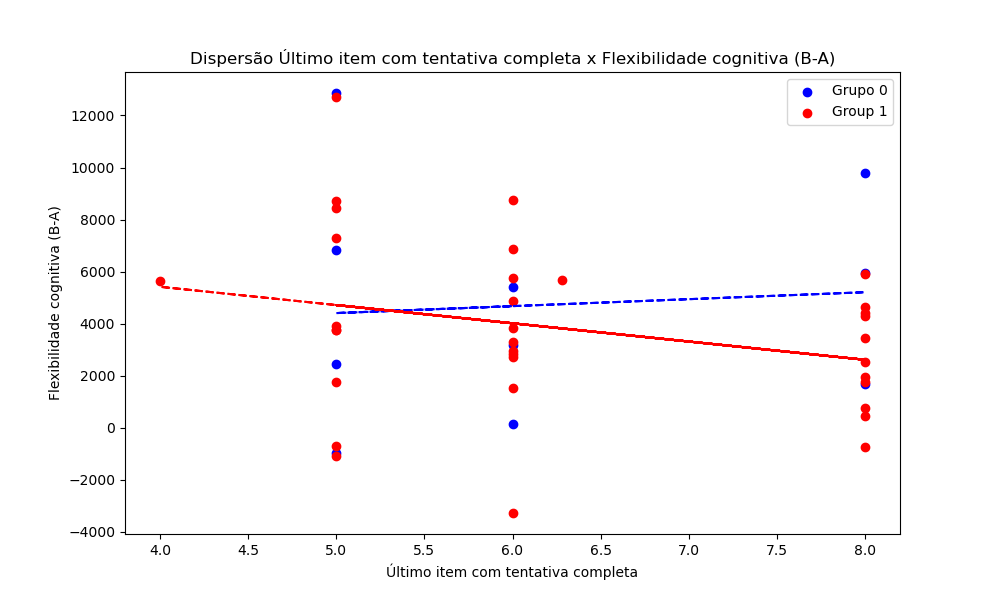 Dispersão Último item com tentativa completa x Flexibilidade cognitiva (B-A)
Grupo 0
Group 1
12000
10000
8000
6000
4000
2000
0
−2000
−4000
Flexibilidade cognitiva (B-A)
4.0 4.5 5.0 5.5 6.0 6.5 7.0 7.5 8.0
Último item com tentativa completa